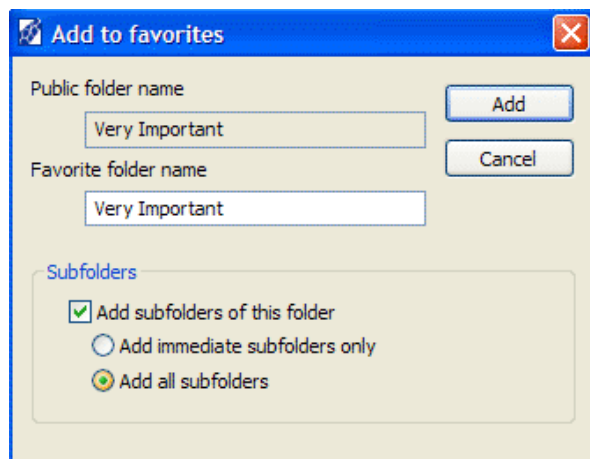 Add to favorites
Public folder name
Add
Very Important
Cancel
Favorite folder name
Very Important
Subfolders
Add subfolders of this folder
Add immediate subfolders only
Add all subfolders